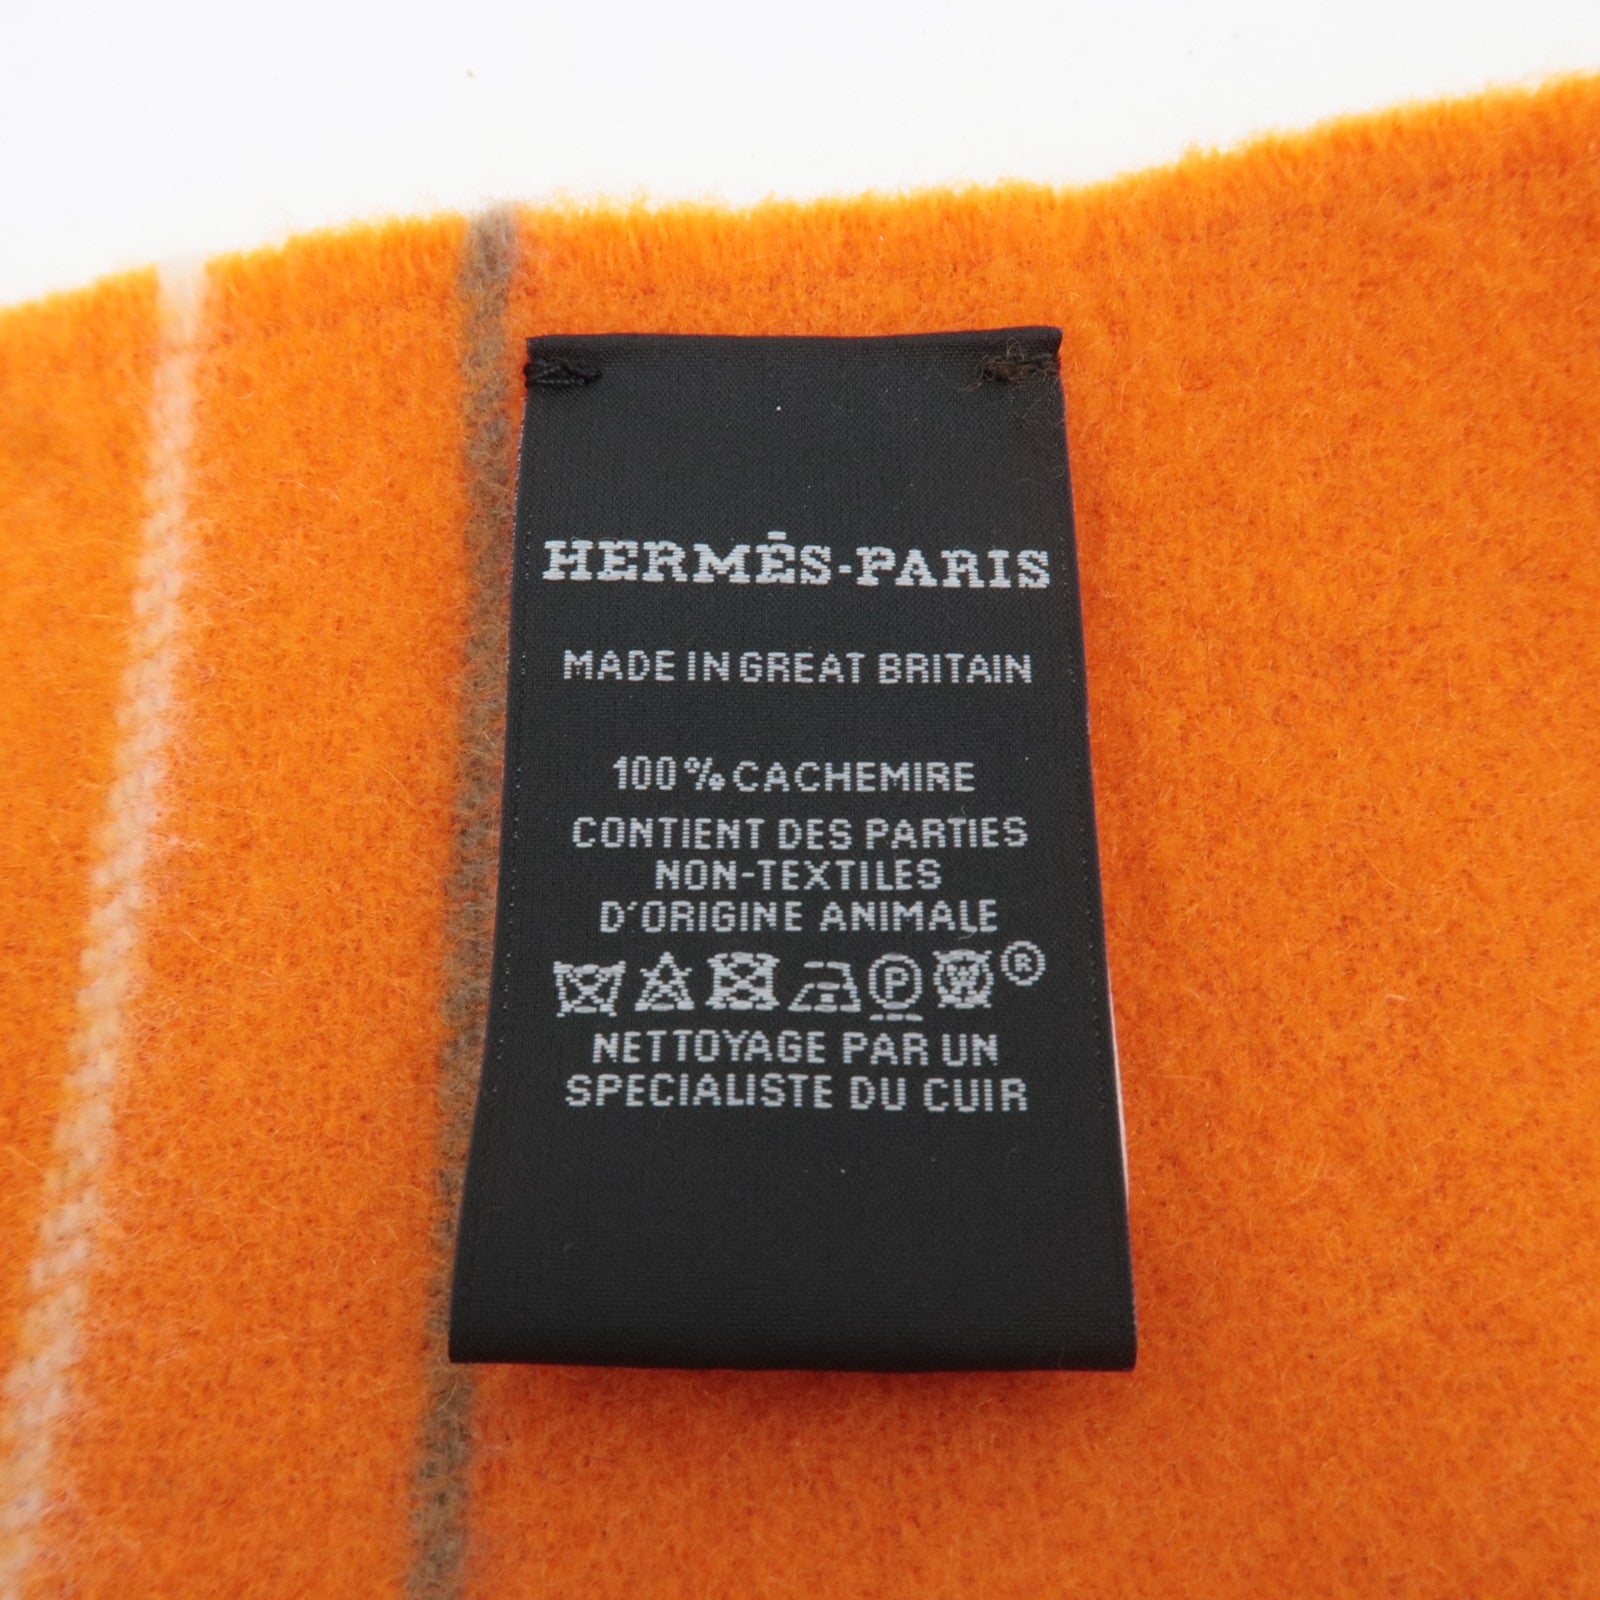 HERMÈS-PARIS
MADE IN GREAT BRITAIN
100% CACHEMIRE
CONTIENT DES PARTIES
NON-TEXTILES
D'ORIGINE ANIMALE
P W ®
NETTOYAGE PAR UN
SPECIALISTE DU CUIR